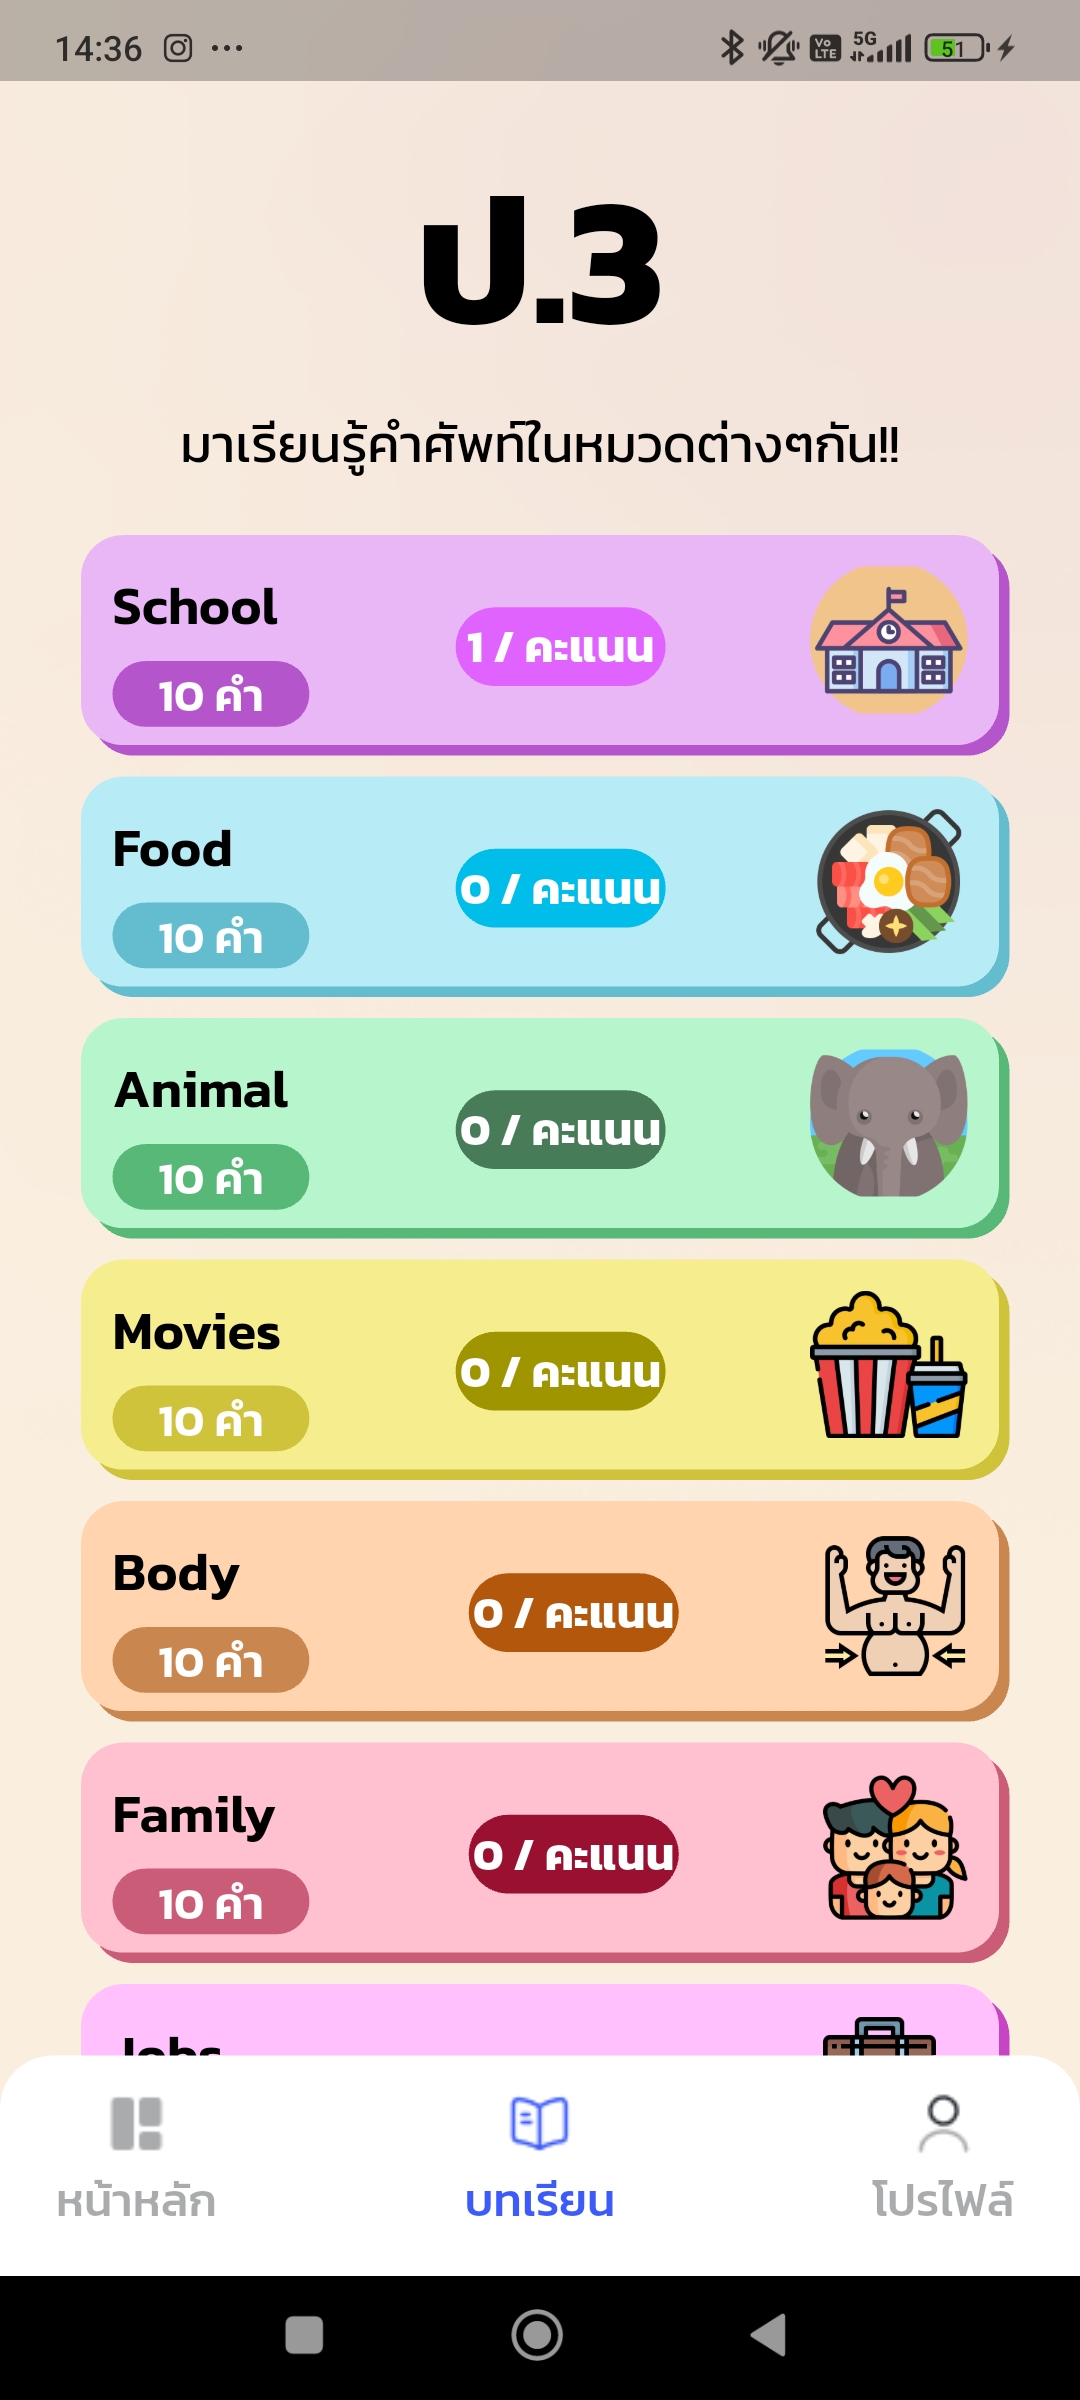 14:36
5G
Vo LTE
51
ป.3
มาเรียนรู้คำศัพท์ในหมวดต่างๆกัน!!
School
1 / คะแนน
10 คำ
Food
0 / คะแนน
10 คำ
Animal
0 / คะแนน
10 คำ
Movies
0 / คะแนน
10 คำ
Body
0 / คะแนน
10 คำ
Family
0 / คะแนน
10 คำ
Jobs
หน้าหลัก
บทเรียน
โปรไฟล์